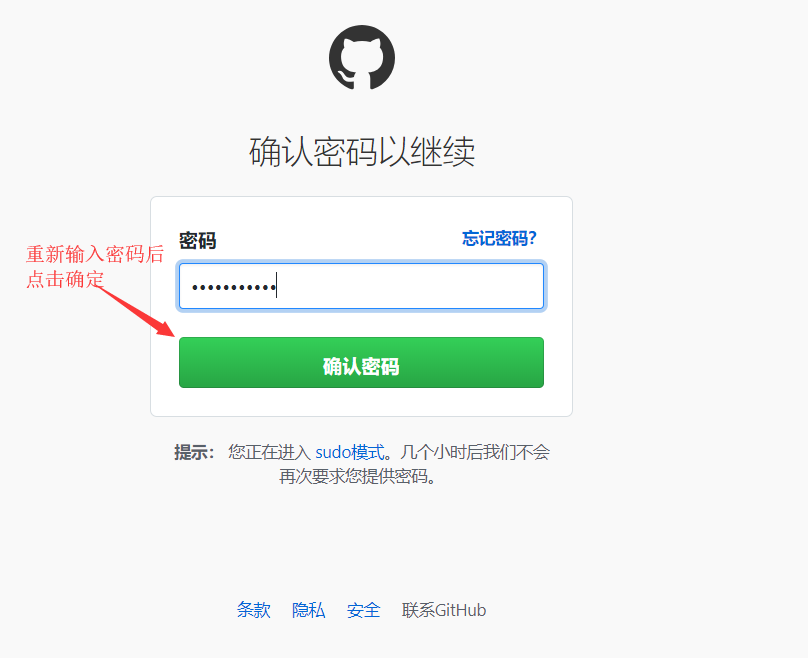 确认密码以继续
密码
忘记密码?
重新输入密码后
点击确定
•••••••••••
确认密码
提示： 您正在进入 sudo模式。几个小时后我们不会
再次要求您提供密码。
条款 隐私 安全 联系GitHub